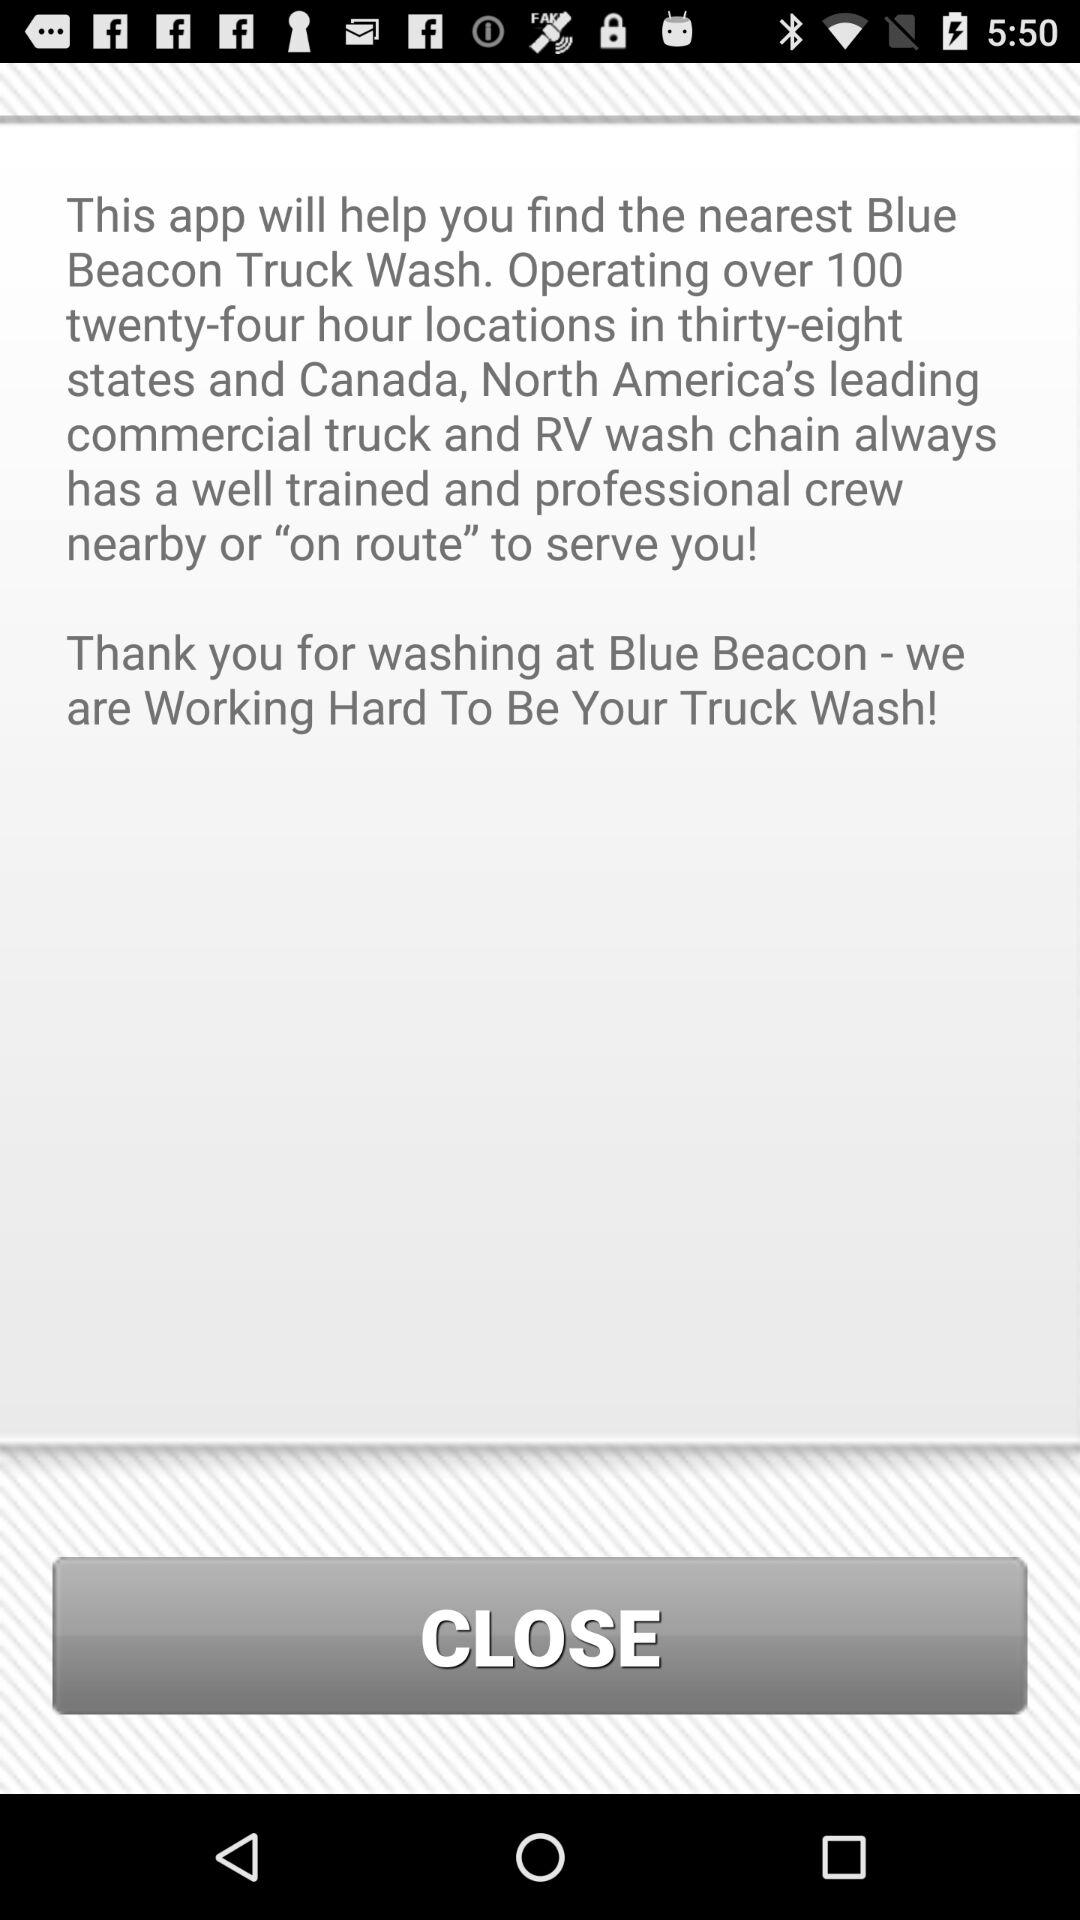 FAKE
5:50
This app will help you find the nearest Blue
Beacon Truck Wash. Operating over 100
twenty-four hour locations in thirty-eight
states and Canada, North America’s leading
commercial truck and RV wash chain always
has a well trained and professional crew
nearby or “on route” to serve you!
Thank you for washing at Blue Beacon - we
are Working Hard To Be Your Truck Wash!
CLOSE